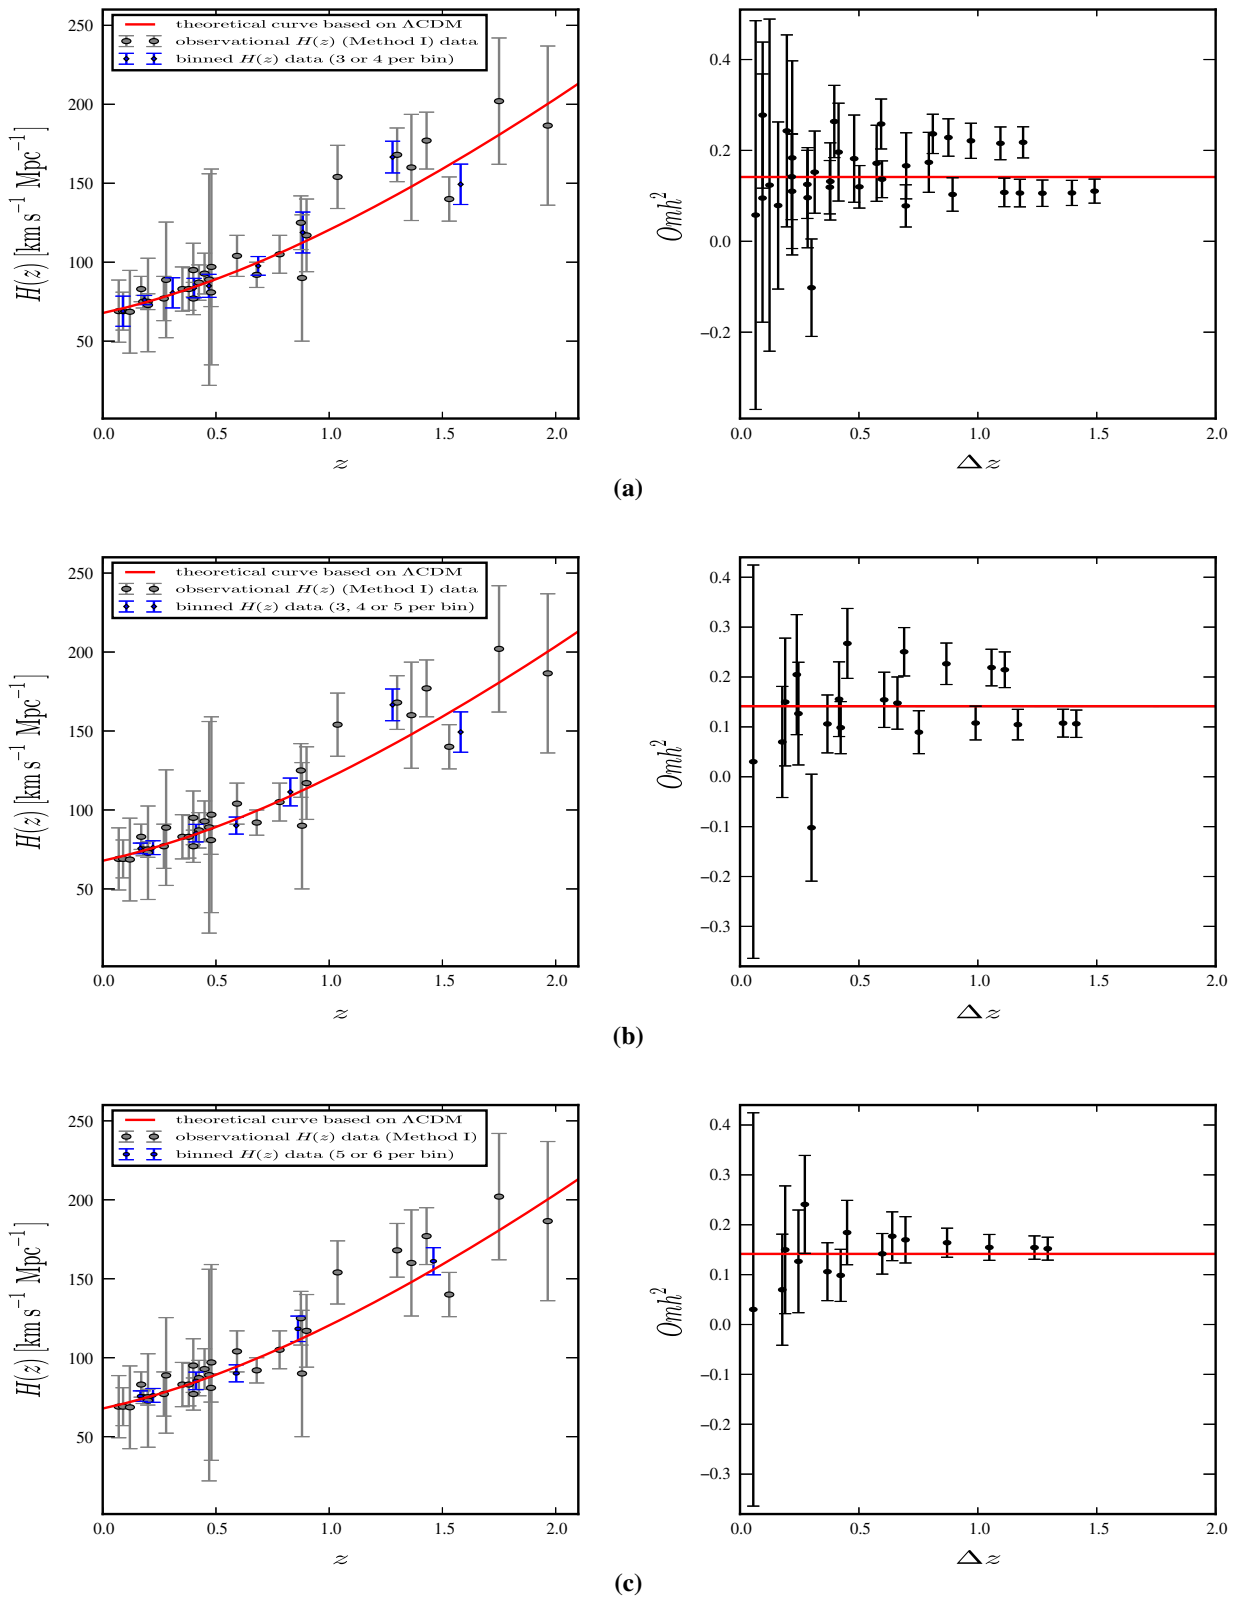 theoretical curve based on ΛCDM
observational H(z) (Method I) data
binned H(z) data (3 or 4 per bin)
H(z) [km s⁻¹ Mpc⁻¹]
250
200
150
100
50
0.0 0.5 1.0 1.5 2.0
z
Omh²
0.4
0.2
0.0
−0.2
0.0 0.5 1.0 1.5 2.0
Δz
(a)
theoretical curve based on ΛCDM
observational H(z) (Method I) data
binned H(z) data (3, 4 or 5 per bin)
H(z) [km s⁻¹ Mpc⁻¹]
250
200
150
100
50
0.0 0.5 1.0 1.5 2.0
z
Omh²
0.4
0.3
0.2
0.1
0.0
−0.1
−0.2
−0.3
0.0 0.5 1.0 1.5 2.0
Δz
(b)
theoretical curve based on ΛCDM
observational H(z) data (Method I)
binned H(z) data (5 or 6 per bin)
H(z) [km s⁻¹ Mpc⁻¹]
250
200
150
100
50
0.0 0.5 1.0 1.5 2.0
z
Omh²
0.4
0.3
0.2
0.1
0.0
−0.1
−0.2
−0.3
0.0 0.5 1.0 1.5 2.0
Δz
(c)